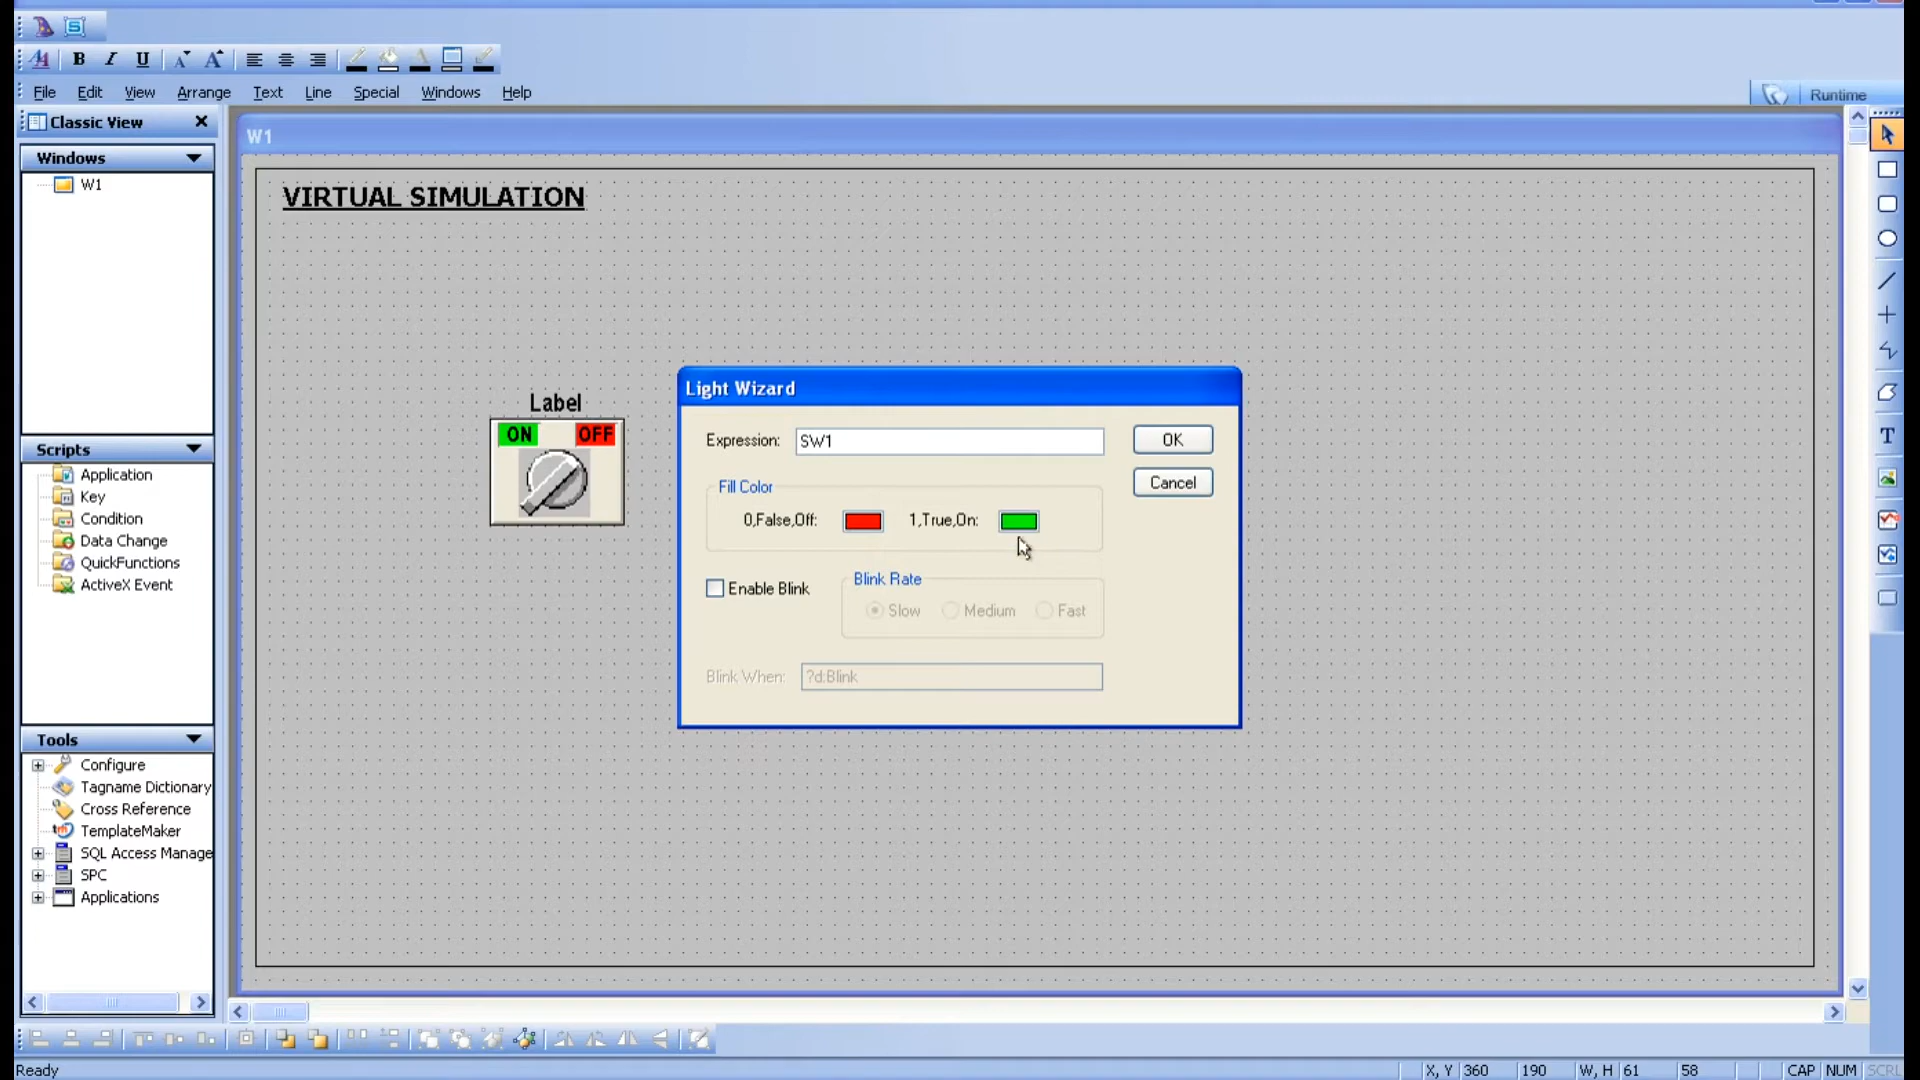 B I U A A
File Edit View Arrange Text Line Special Windows Help
Runtime
Classic View
Windows
W1
Scripts
Application
Key
Condition
Data Change
QuickFunctions
ActiveX Event
Tools
Configure
Tagname Dictionary
Cross Reference
TemplateMaker
SQL Access Manage
SPC
Applications
W1
VIRTUAL SIMULATION
Label
ON OFF
Light Wizard
Expression: SW1
OK
Cancel
Fill Color
0,False,Off: 1,True,On:
Enable Blink
Blink Rate
Slow Medium Fast
Blink When: ?d:Blink
T
Ready
X, Y 360 190 W, H 61 58 CAP NUM SCRL